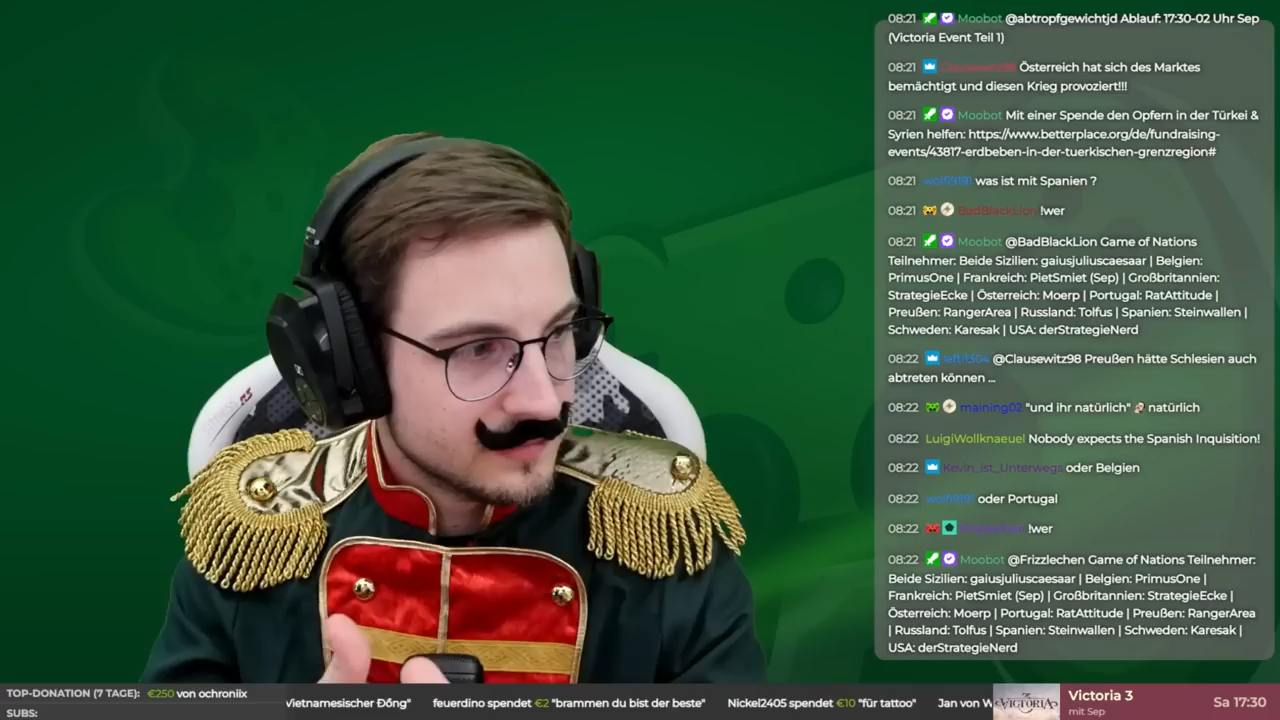 08:21 Moobot @abtropfgewichtjd Ablauf: 17:30-02 Uhr Sep
(Victoria Event Teil 1)
08:21 Clausewitz98 Österreich hat sich des Marktes
bemächtigt und diesen Krieg provoziert!!!
08:21 Moobot Mit einer Spende den Opfern in der Türkei &
Syrien helfen: https://www.betterplace.org/de/fundraising-
events/43817-erdbeben-in-der-tuerkischen-grenzregion#
08:21 wolfi9191 was ist mit Spanien ?
08:21 BadBlackLion !wer
08:21 Moobot @BadBlackLion Game of Nations
Teilnehmer: Beide Sizilien: gaiusjuliuscaesaar | Belgien:
PrimusOne | Frankreich: PietSmiet (Sep) | Großbritannien:
StrategieEcke | Österreich: Moerp | Portugal: RatAttitude |
Preußen: RangerArea | Russland: Tolfus | Spanien: Steinwallen |
Schweden: Karesak | USA: derStrategieNerd
08:22 lefti1304 @Clausewitz98 Preußen hätte Schlesien auch
abtreten können ...
08:22 maining02 "und ihr natürlich" natürlich
08:22 LuigiWollknaeuel Nobody expects the Spanish Inquisition!
08:22 Kevin_ist_Unterwegs oder Belgien
08:22 wolfi9191 oder Portugal
08:22 !wer
08:22 Moobot @Frizzlechen Game of Nations Teilnehmer:
Beide Sizilien: gaiusjuliuscaesaar | Belgien: PrimusOne |
Frankreich: PietSmiet (Sep) | Großbritannien: StrategieEcke |
Österreich: Moerp | Portugal: RatAttitude | Preußen: RangerArea
| Russland: Tolfus | Spanien: Steinwallen | Schweden: Karesak |
USA: derStrategieNerd
TOP-DONATION (7 TAGE): €250 von ochroniix
SUBS:
Vietnamesischer Đồng" feuerdino spendet €2 "brammen du bist der beste" Nickel2405 spendet €10 "für tattoo" Jan von W
VICTORIA
Victoria 3
mit Sep
Sa 17:30